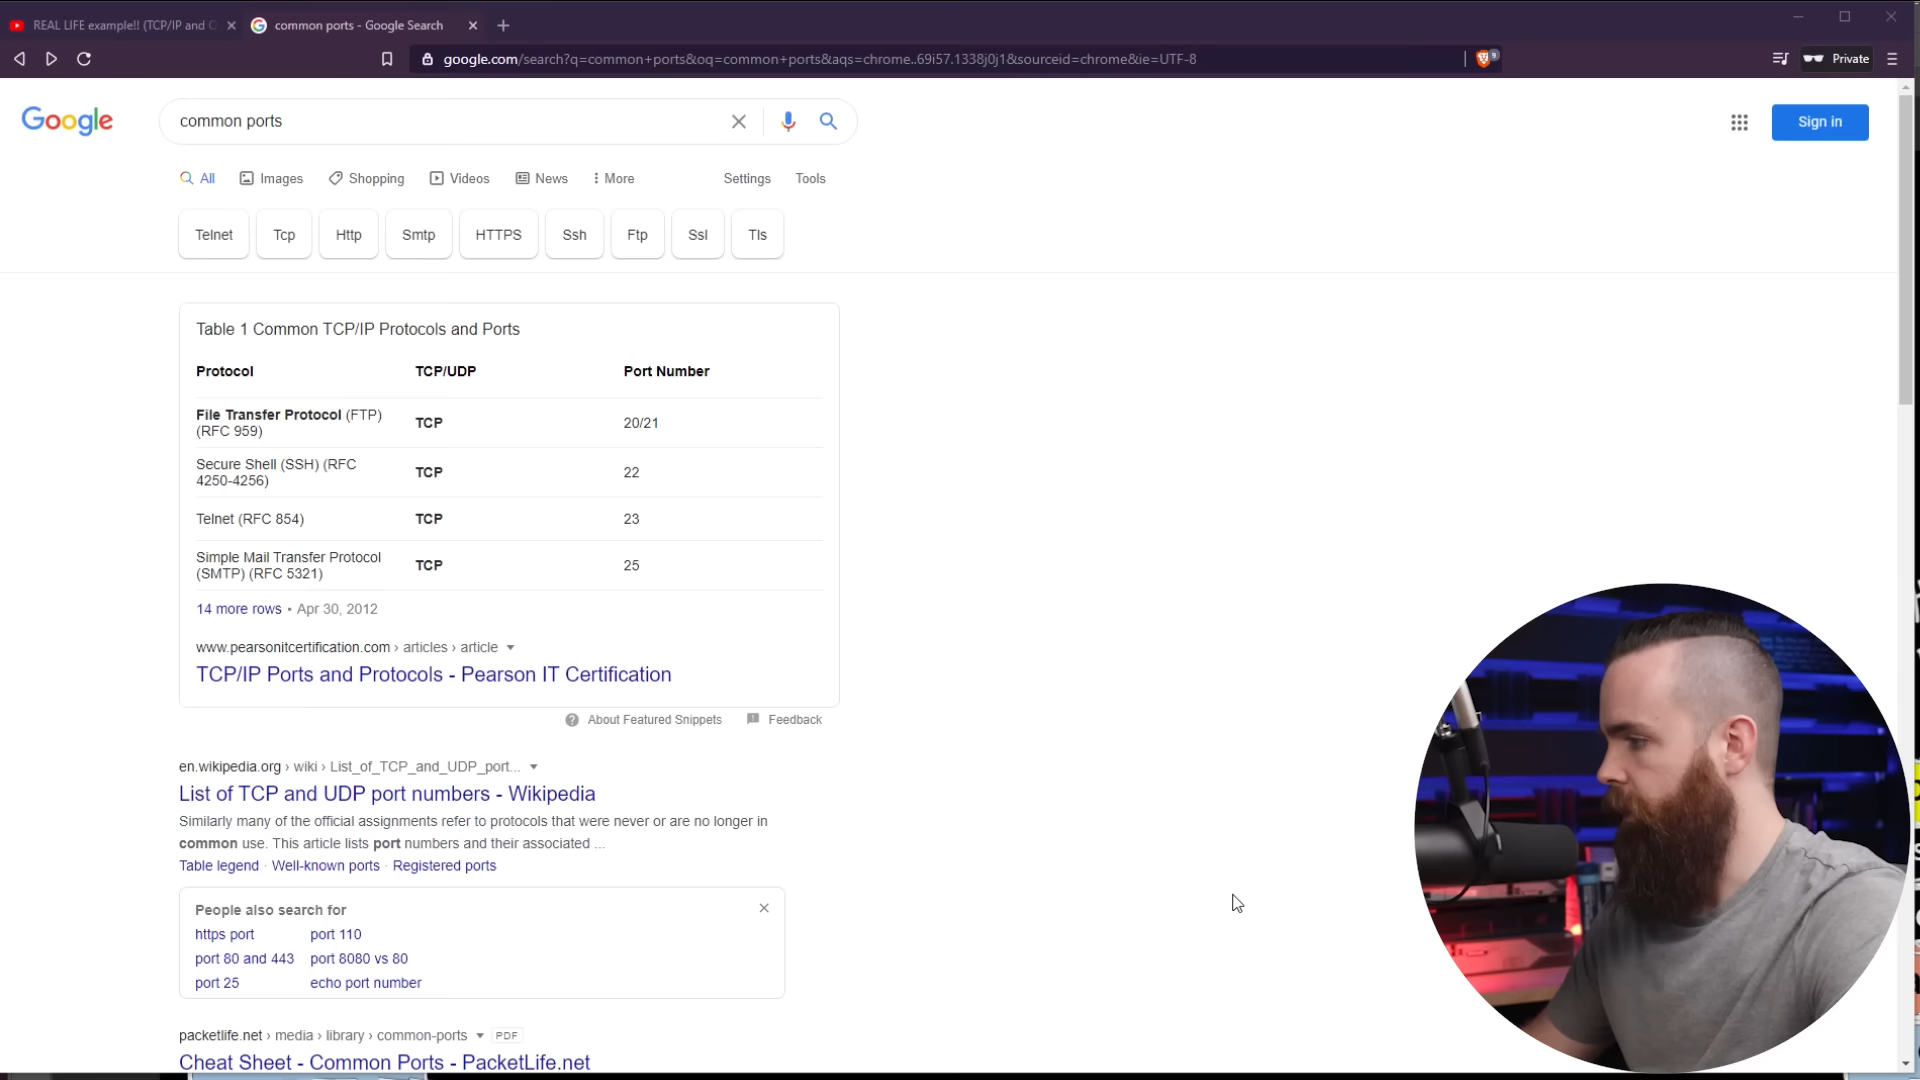 REAL LIFE example!! (TCP/IP and O
common ports - Google Search
google.com/search?q=common+ports&oq=common+ports&aqs=chrome..69i57.1338j0j1&sourceid=chrome&ie=UTF-8
9
Private
Google
common ports
Sign in
All Images Shopping Videos News More Settings Tools
Telnet Tcp Http Smtp HTTPS Ssh Ftp Ssl Tls
Table 1 Common TCP/IP Protocols and Ports
Protocol TCP/UDP Port Number
File Transfer Protocol (FTP)
(RFC 959) TCP 20/21
Secure Shell (SSH) (RFC
4250-4256) TCP 22
Telnet (RFC 854) TCP 23
Simple Mail Transfer Protocol
(SMTP) (RFC 5321) TCP 25
14 more rows • Apr 30, 2012
www.pearsonitcertification.com › articles › article
TCP/IP Ports and Protocols - Pearson IT Certification
About Featured Snippets Feedback
en.wikipedia.org › wiki › List_of_TCP_and_UDP_port...
List of TCP and UDP port numbers - Wikipedia
Similarly many of the official assignments refer to protocols that were never or are no longer in
common use. This article lists port numbers and their associated ...
Table legend · Well-known ports · Registered ports
People also search for
https port port 110
port 80 and 443 port 8080 vs 80
port 25 echo port number
packetlife.net › media › library › common-ports PDF
Cheat Sheet - Common Ports - PacketLife.net